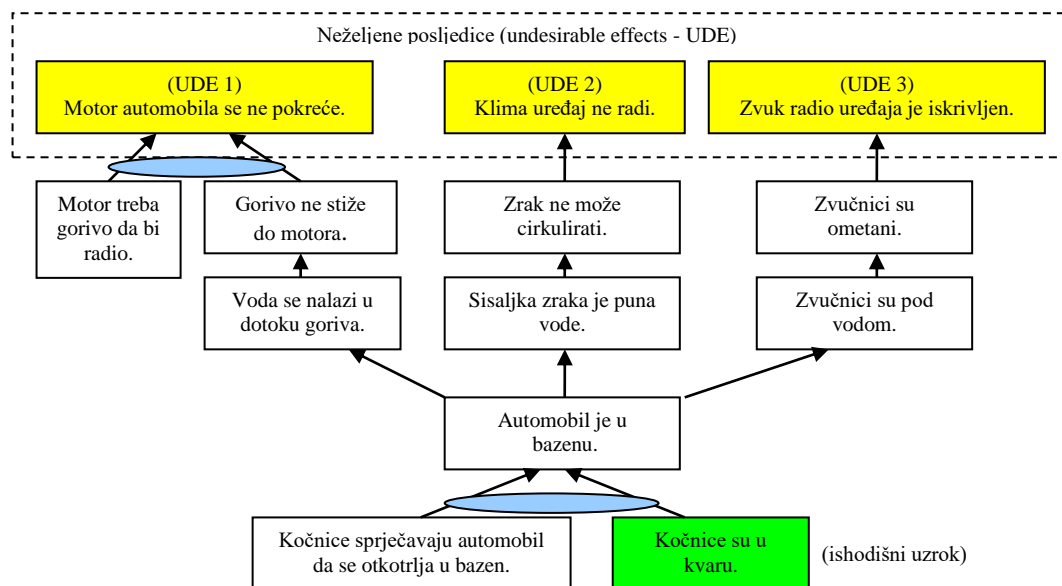 Neželjene posljedice (undesirable effects - UDE)
(UDE 1)
Motor automobila se ne pokreće.
(UDE 2)
Klima uređaj ne radi.
(UDE 3)
Zvuk radio uređaja je iskrivljen.
Motor treba
gorivo da bi
radio.
Gorivo ne stiže
do motora.
Zrak ne može
cirkulirati.
Zvučnici su
ometani.
Voda se nalazi u
dotoku goriva.
Sisaljka zraka je puna
vode.
Zvučnici su pod
vodom.
Automobil je u
bazenu.
Kočnice sprječavaju automobil
da se otkotrlja u bazen.
Kočnice su u
kvaru.
(ishodišni uzrok)